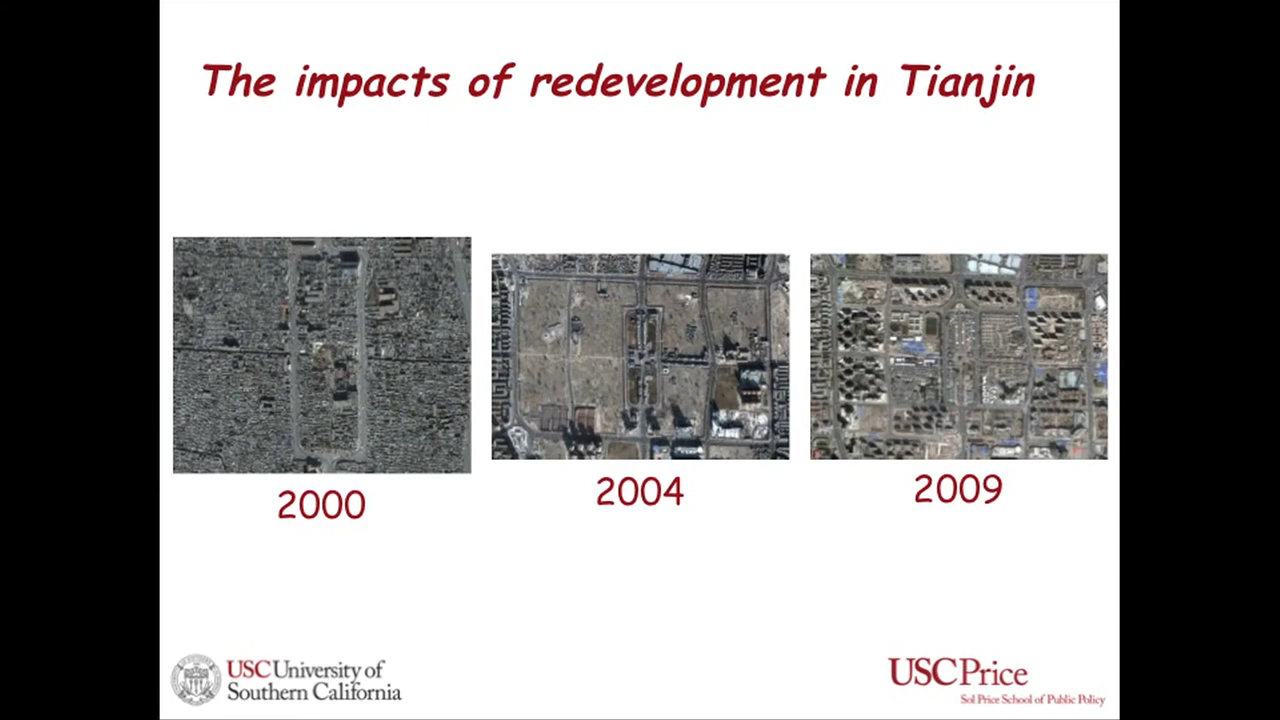 The impacts of redevelopment in Tianjin
2000
2004
2009
USC University of
Southern California
USC Price
Sol Price School of Public Policy